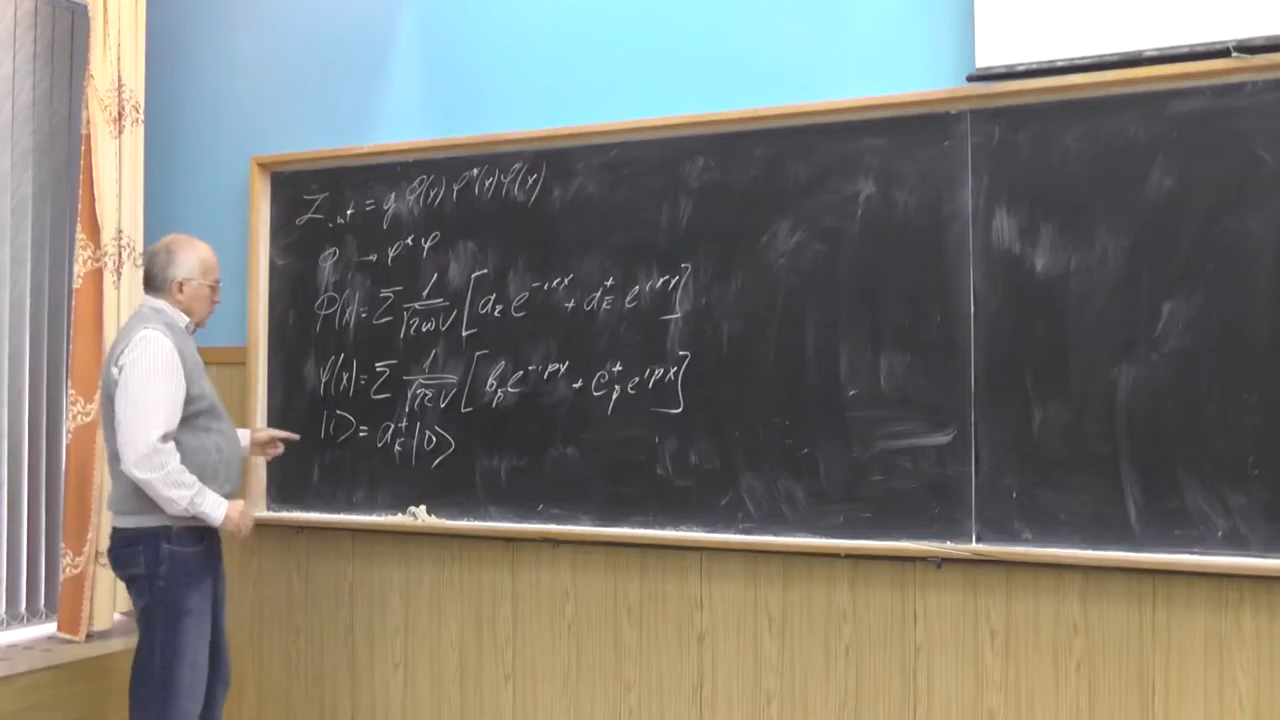 ℒ_int = g Φ(x) φ*(x) φ(x)
Φ → φ* φ
Φ(x) = Σ 1/√(2ωV) [a_k e^{-ikx} + a_k^+ e^{ikx}]
φ(x) = Σ 1/√(2εV) [b_p e^{-ipx} + c_p^+ e^{ipx}]
|i⟩ = a_k^+ |0⟩